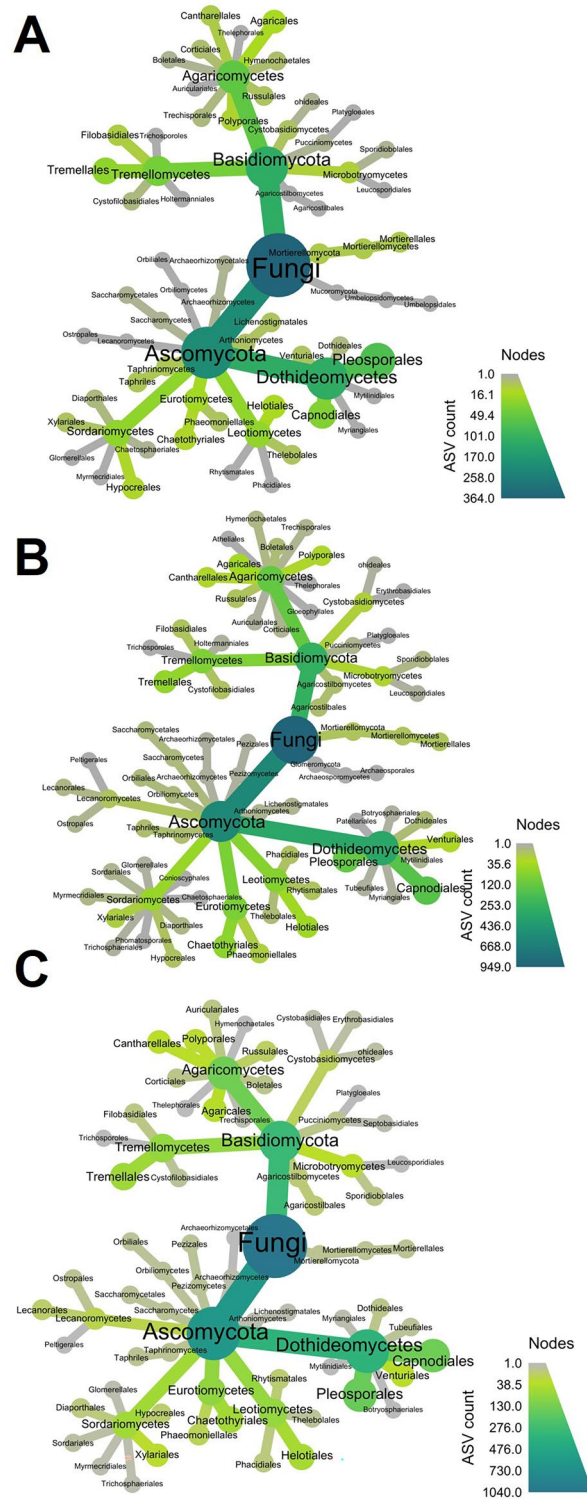 A
Cantharellales
Agaricales
Thelephorales
Corticiales
Hymenochaetales
Boletales
Agaricomycetes
Auriculariales
Russulales
Trechisporales
Polyporales
ohideales
Cystobasidiomycetes
Platygloeales
Filobasidiales
Trichosporales
Pucciniomycetes
Basidiomycota
Sporidiobolales
Tremellales
Tremellomycetes
Microbotryomycetes
Leucosporidiales
Cystofilobasidiales
Holtermanniales
Agaricostilbomycetes
Agaricostilbales
Mortierellales
Mortierellomycota
Mortierellomycetes
Orbiliales
Archaeorhizomycetales
Fungi
Orbiliomycetes
Mucoromycota
Umbelopsidomycetes
Umbelopsidales
Saccharomycetales
Archaeorhizomycetes
Saccharomycetes
Lichenostigmatales
Ostropales
Lecanoromycetes
Arthoniomycetes
Dothideales
Ascomycota
Venturiales
Pleosporales
Taphrinomycetes
Dothideomycetes
Taphriles
Mytilinidiales
Diaporthales
Eurotiomycetes
Helotiales
Capnodiales
Xylariales
Phaeomoniellales
Myriangiales
Sordariomycetes
Leotiomycetes
Chaetothyriales
Glomerellales
Chaetosphaeriales
Thelebolales
Myrmecridiales
Rhytismatales
Hypocreales
Phacidiales
Nodes
ASV count
1.0
16.1
49.4
101.0
170.0
258.0
364.0
B
Hymenochaetales
Trechisporales
Atheliales
Boletales
Polyporales
Agaricales
Cantharellales
Agaricomycetes
ohideales
Thelephorales
Erythrobasidiales
Russulales
Gloeophyllales
Cystobasidiomycetes
Auriculariales
Corticiales
Filobasidiales
Platygloeales
Holtermanniales
Pucciniomycetes
Trichosporales
Tremellomycetes
Basidiomycota
Sporidiobolales
Microbotryomycetes
Tremellales
Agaricostilbomycetes
Cystofilobasidiales
Leucosporidiales
Agaricostilbales
Mortierellomycota
Saccharomycetales
Archaeorhizomycetales
Fungi
Mortierellomycetes
Mortierellales
Pezizales
Saccharomycetes
Peltigerales
Glomeromycota
Orbiliales
Archaeorhizomycetes
Pezizomycetes
Archaeosporomycetes
Archaeosporales
Lecanorales
Orbiliomycetes
Lecanoromycetes
Lichenostigmatales
Arthoniomycetes
Botryosphaeriales
Ostropales
Taphriles
Ascomycota
Patellariales
Dothideales
Taphrinomycetes
Venturiales
Dothideomycetes
Phacidiales
Pleosporales
Mytilinidiales
Glomerellales
Sordariales
Conioscyphales
Leotiomycetes
Capnodiales
Myrmecridiales
Sordariomycetes
Chaetosphaeriales
Rhytismatales
Tubeufiales
Eurotiomycetes
Myriangiales
Xylariales
Thelebolales
Diaporthales
Helotiales
Phomatosporales
Chaetothyriales
Trichosphaeriales
Phaeomoniellales
Hypocreales
Nodes
ASV count
1.0
35.6
120.0
253.0
436.0
668.0
949.0
C
Auriculariales
Cystobasidiales
Erythrobasidiales
Hymenochaetales
Polyporales
Cantharellales
Russulales
ohideales
Cystobasidiomycetes
Agaricomycetes
Corticiales
Boletales
Platygloeales
Thelephorales
Agaricales
Filobasidiales
Trechisporales
Pucciniomycetes
Septobasidiales
Basidiomycota
Trichosporales
Tremellomycetes
Microbotryomycetes
Leucosporidiales
Tremellales
Cystofilobasidiales
Agaricostilbomycetes
Sporidiobolales
Agaricostilbales
Archaeorhizomycetales
Orbiliales
Pezizales
Fungi
Mortierellomycetes
Mortierellales
Mortierellomycota
Orbiliomycetes
Archaeorhizomycetes
Ostropales
Pezizomycetes
Saccharomycetales
Lecanorales
Saccharomycetes
Lichenostigmatales
Dothideales
Lecanoromycetes
Arthoniomycetes
Myriangiales
Tubeufiales
Ascomycota
Peltigerales
Taphrinomycetes
Dothideomycetes
Taphriles
Capnodiales
Mytilinidiales
Venturiales
Rhytismatales
Glomerellales
Eurotiomycetes
Pleosporales
Diaporthales
Hypocreales
Leotiomycetes
Botryosphaeriales
Sordariomycetes
Chaetothyriales
Thelebolales
Phaeomoniellales
Sordariales
Xylariales
Helotiales
Myrmecridiales
Phacidiales
Trichosphaeriales
Nodes
ASV count
1.0
38.5
130.0
276.0
476.0
730.0
1040.0